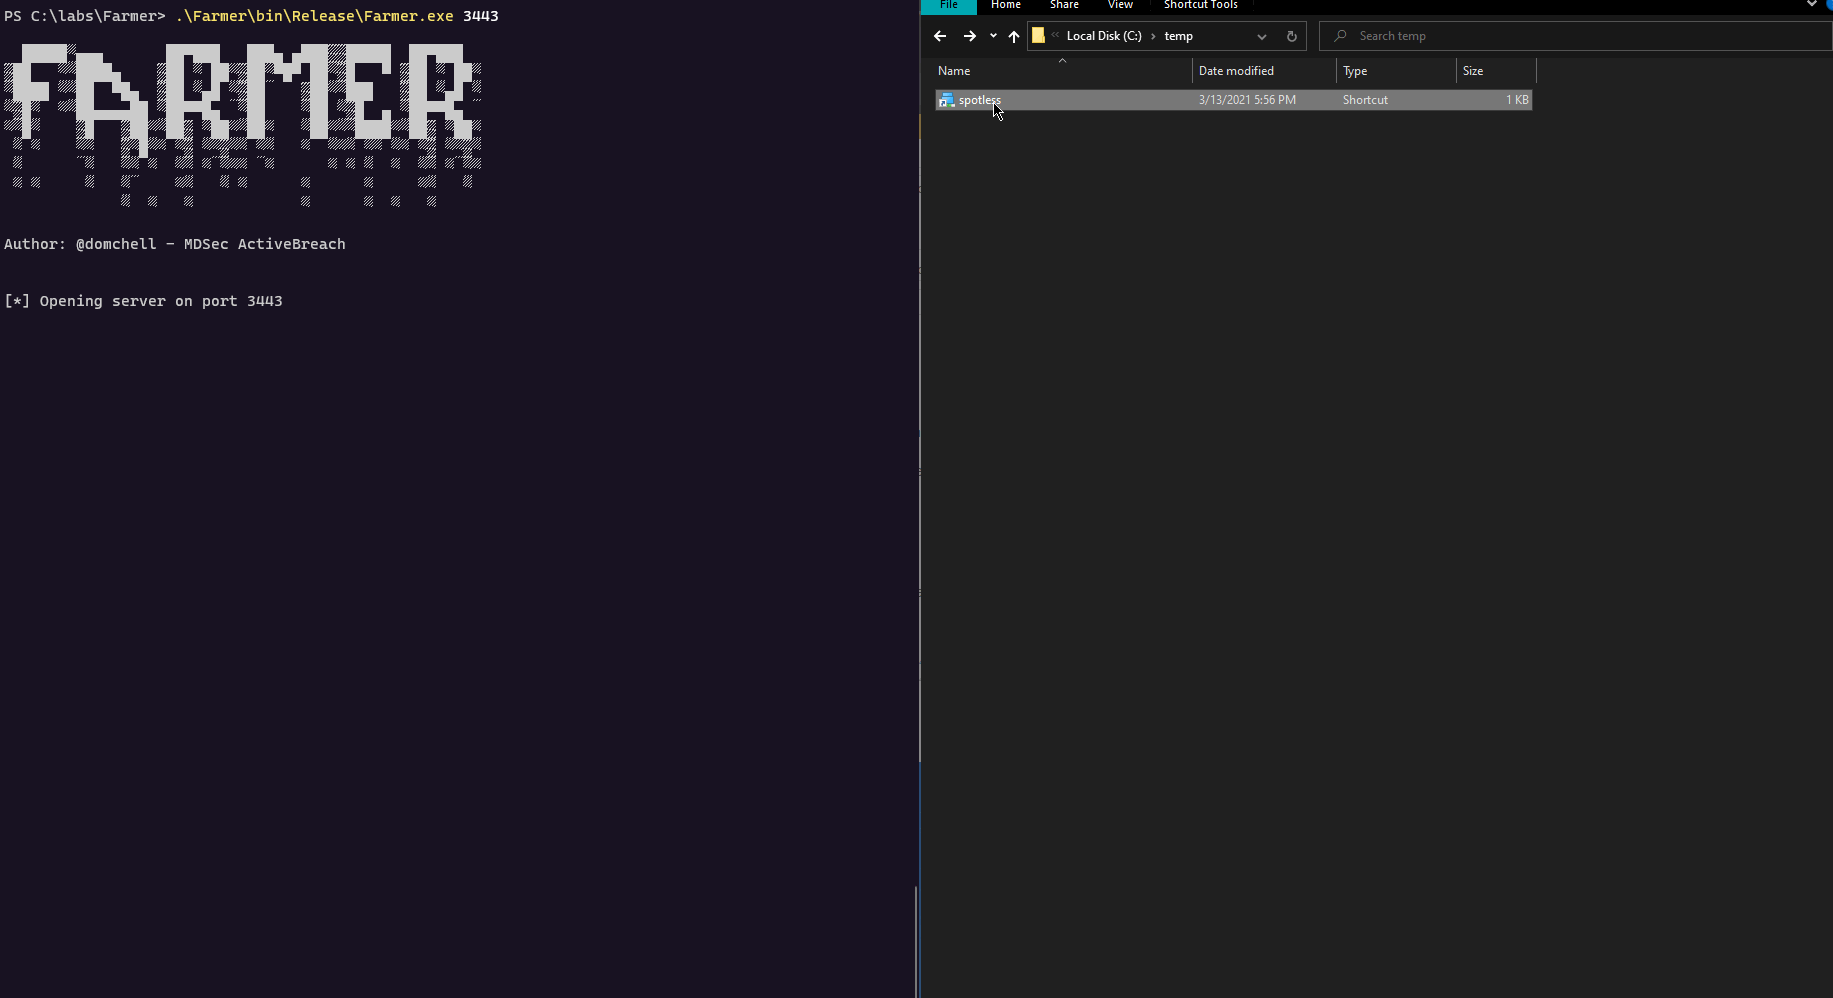 PS C:\labs\Farmer> .\Farmer\bin\Release\Farmer.exe 3443
FARMER
Author: @domchell - MDSec ActiveBreach
[*] Opening server on port 3443
File Home Share View Shortcut Tools
Local Disk (C:) temp
Search temp
Name Date modified Type Size
spotless 3/13/2021 5:56 PM Shortcut 1 KB